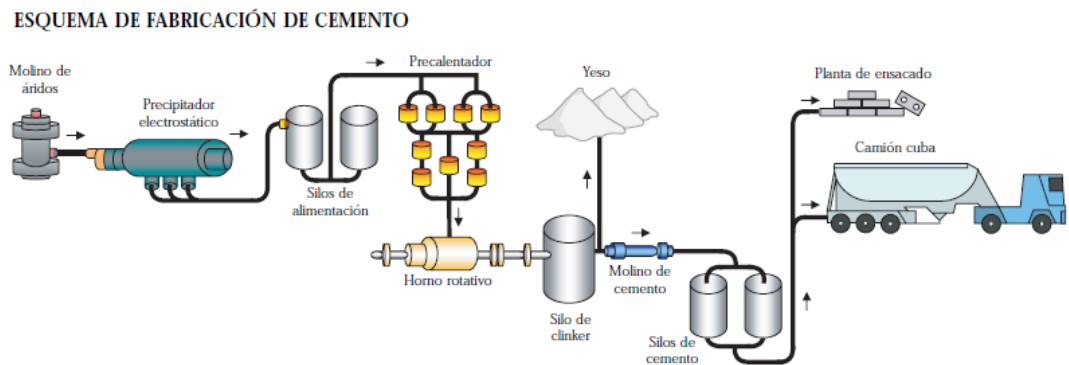 ESQUEMA DE FABRICACIÓN DE CEMENTO
Molino de
áridos
Precipitador
electrostático
Silos de
alimentación
Precalentador
Horno rotativo
Yeso
Silo de
clinker
Molino de
cemento
Silos de
cemento
Planta de ensacado
Camión cuba